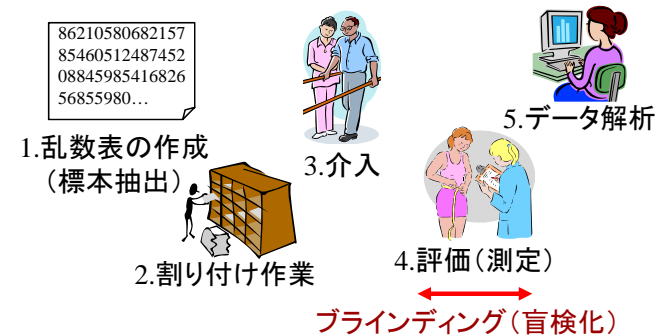 86210580682157
85460512487452
08845985416826
56855980…
1.乱数表の作成
（標本抽出）
2.割り付け作業
3.介入
4.評価（測定）
5.データ解析
ブラインディング（盲検化）